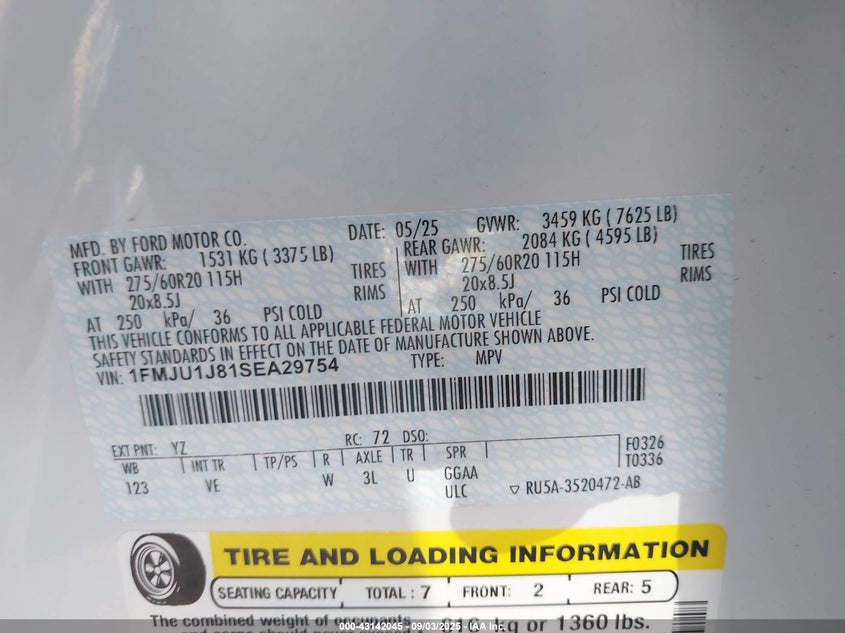 MFD. BY FORD MOTOR CO. DATE: 05/25 GVWR: 3459 KG ( 7625 LB)
FRONT GAWR: 1531 KG ( 3375 LB) REAR GAWR: 2084 KG ( 4595 LB)
WITH 275/60R20 115H TIRES WITH 275/60R20 115H TIRES
20x8.5J RIMS 20x8.5J RIMS
AT 250 kPa/ 36 PSI COLD AT 250 kPa/ 36 PSI COLD
THIS VEHICLE CONFORMS TO ALL APPLICABLE FEDERAL MOTOR VEHICLE
SAFETY STANDARDS IN EFFECT ON THE DATE OF MANUFACTURE SHOWN ABOVE.
VIN: 1FMJU1J81SEA29754 TYPE: MPV
EXT PNT: YZ RC: 72 DSO: F0326
WB INT TR TP/PS R AXLE TR SPR T0336
123 VE W 3L U GGAA
ULC ▽ RU5A-3520472-AB
TIRE AND LOADING INFORMATION
SEATING CAPACITY TOTAL : 7 FRONT: 2 REAR: 5
The combined weight of occupants kg or 1360 lbs.
000-43142045 - 09/03/2025 - IAA Inc.